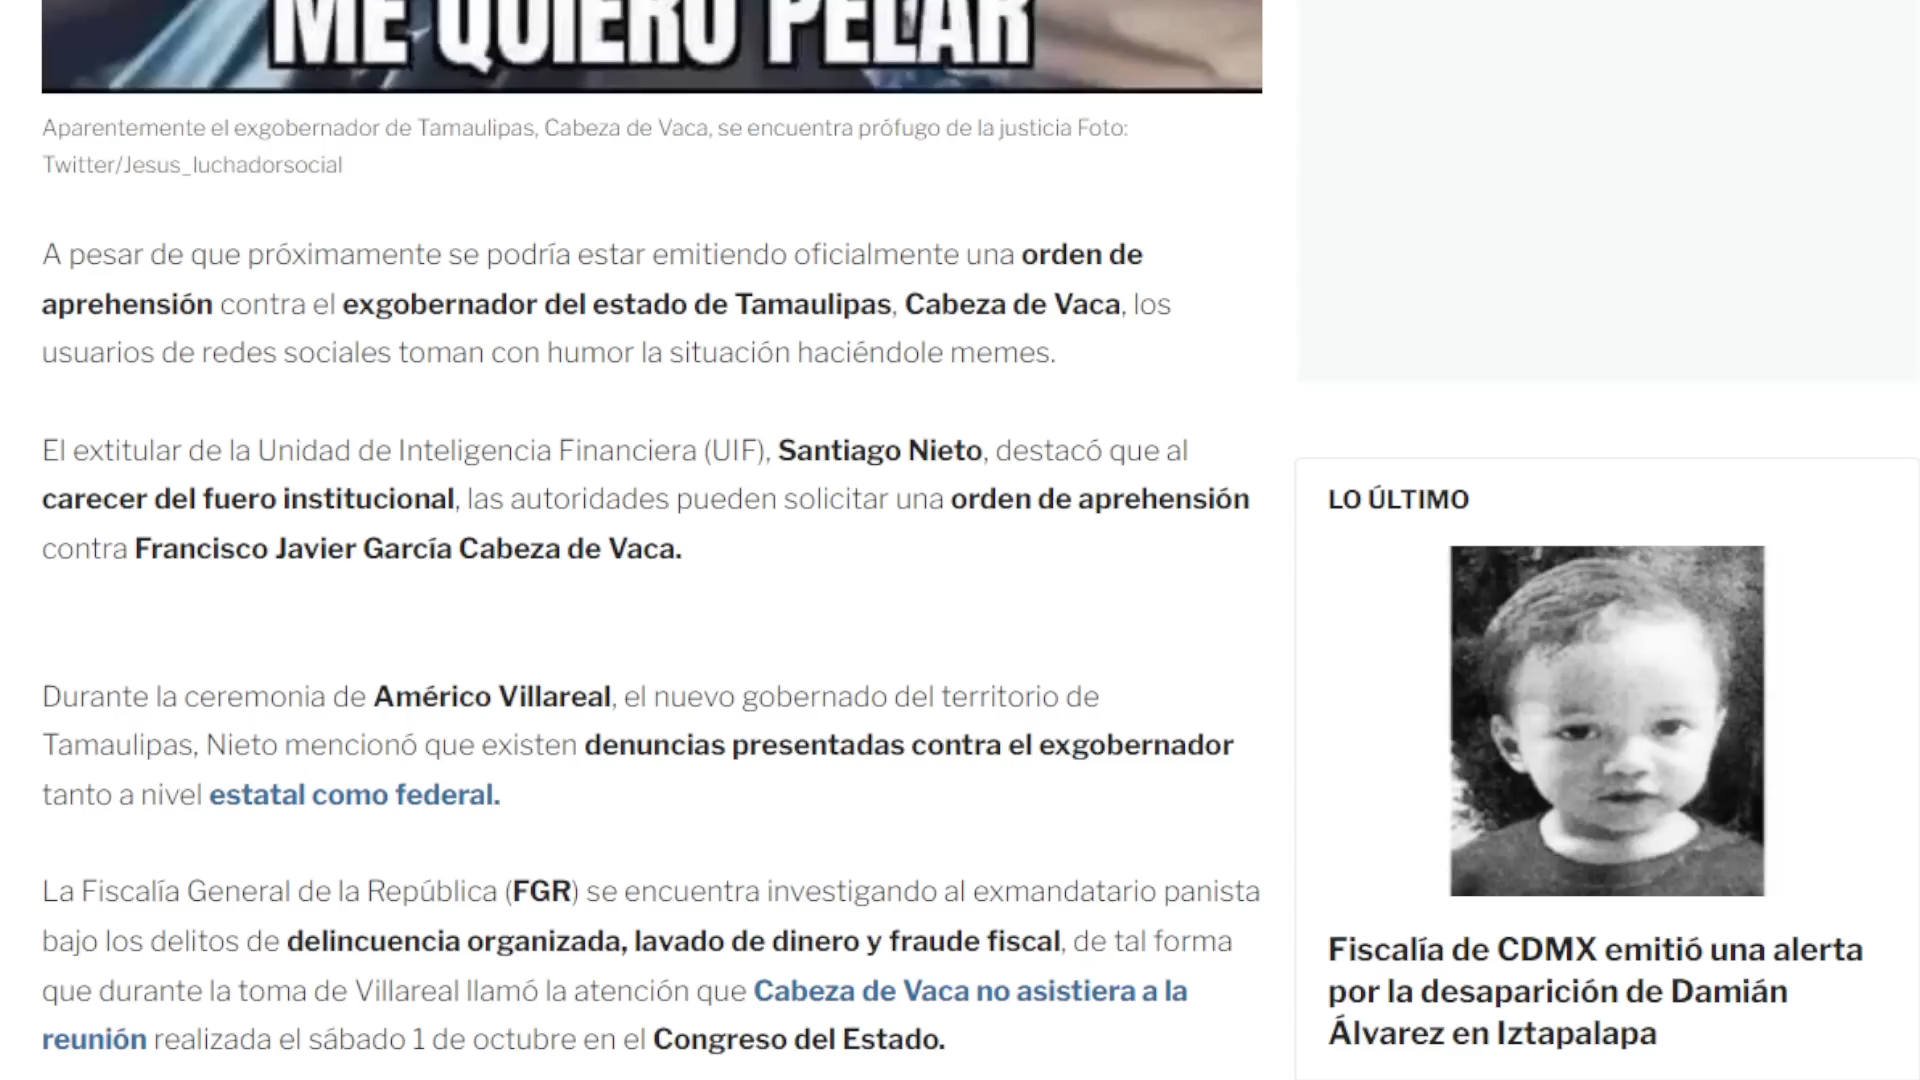 ME QUIERO PELAR
Aparentemente el exgobernador de Tamaulipas, Cabeza de Vaca, se encuentra prófugo de la justicia Foto:
Twitter/Jesus_luchadorsocial
A pesar de que próximamente se podría estar emitiendo oficialmente una orden de
aprehensión contra el exgobernador del estado de Tamaulipas, Cabeza de Vaca, los
usuarios de redes sociales toman con humor la situación haciéndole memes.
El extitular de la Unidad de Inteligencia Financiera (UIF), Santiago Nieto, destacó que al
carecer del fuero institucional, las autoridades pueden solicitar una orden de aprehensión
contra Francisco Javier García Cabeza de Vaca.
Durante la ceremonia de Américo Villareal, el nuevo gobernado del territorio de
Tamaulipas, Nieto mencionó que existen denuncias presentadas contra el exgobernador
tanto a nivel estatal como federal.
La Fiscalía General de la República (FGR) se encuentra investigando al exmandatario panista
bajo los delitos de delincuencia organizada, lavado de dinero y fraude fiscal, de tal forma
que durante la toma de Villareal llamó la atención que Cabeza de Vaca no asistiera a la
reunión realizada el sábado 1 de octubre en el Congreso del Estado.
LO ÚLTIMO
Fiscalía de CDMX emitió una alerta
por la desaparición de Damián
Álvarez en Iztapalapa